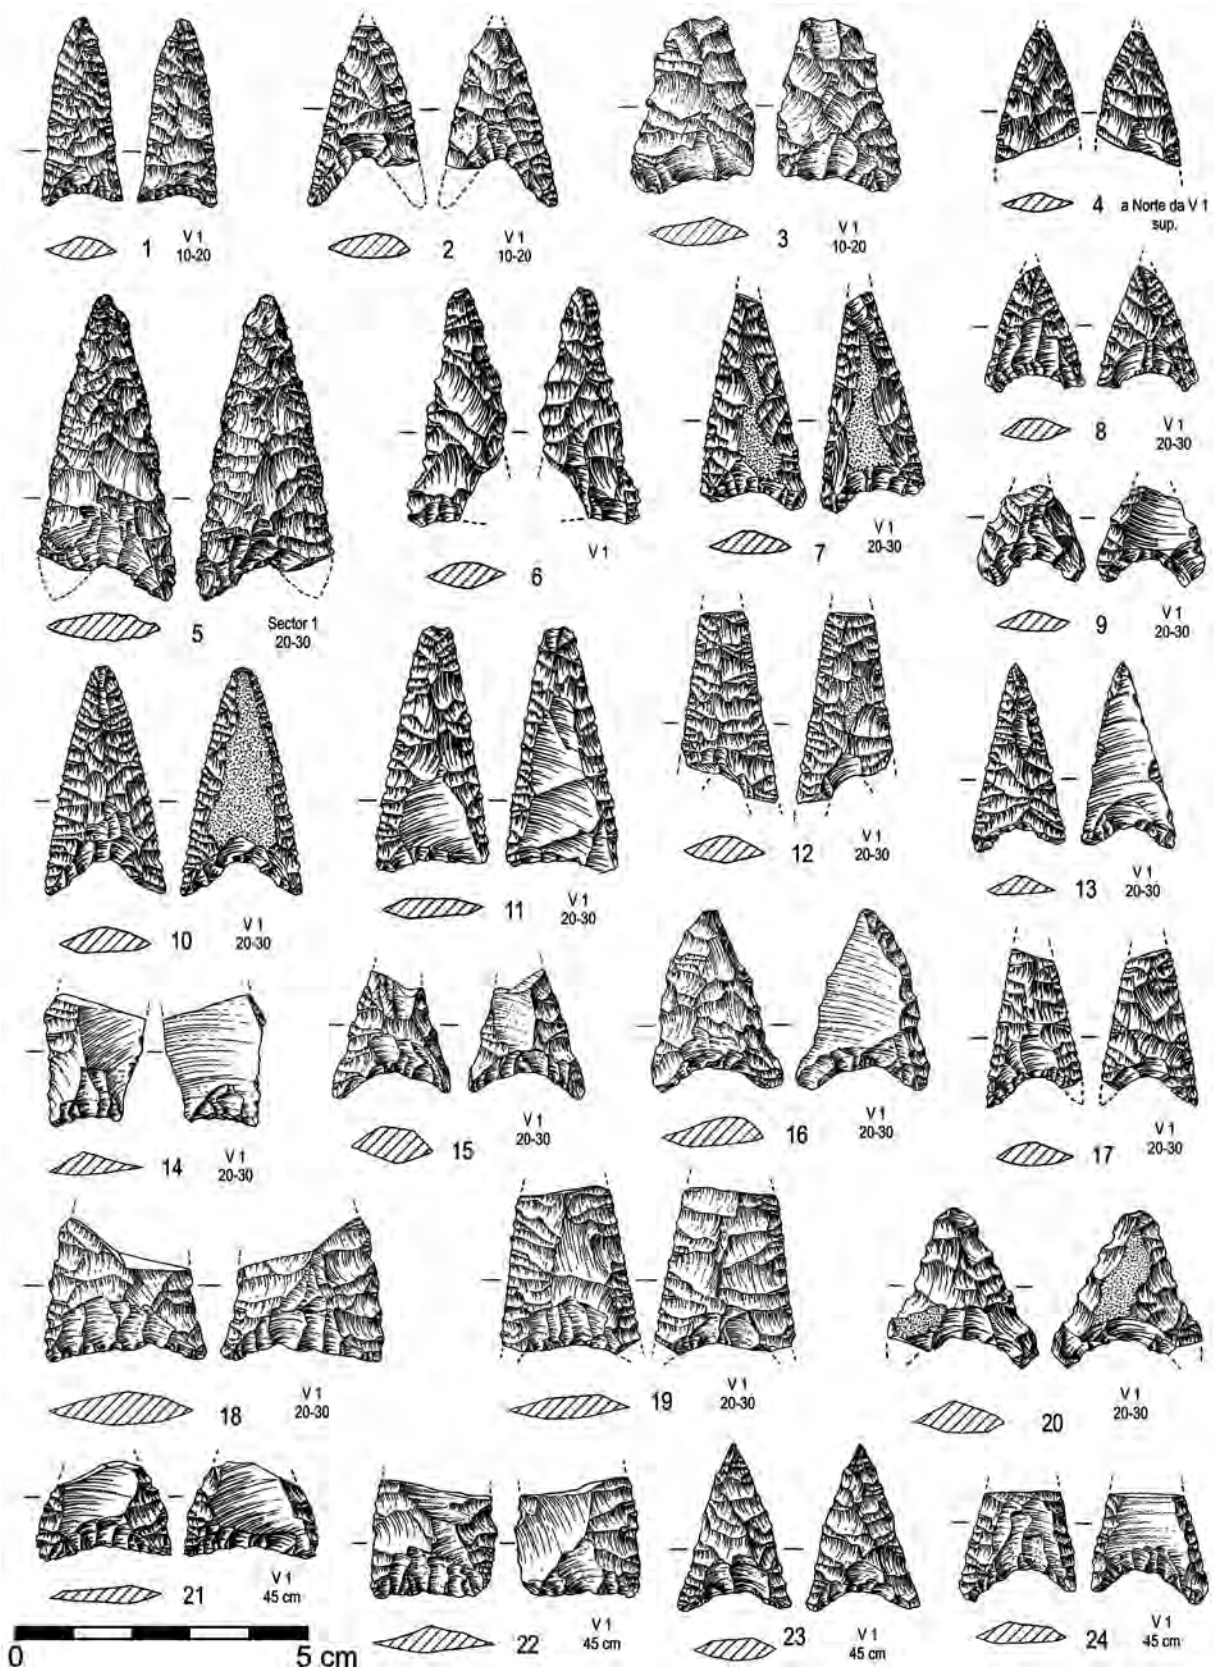 1 V 1
10-20
2 V 1
10-20
3 V 1
10-20
4 a Norte da V 1
sup.
5 Sector 1
20-30
6 V 1
7 V 1
20-30
8 V 1
20-30
9 V 1
20-30
10 V 1
20-30
11 V 1
20-30
12 V 1
20-30
13 V 1
20-30
14 V 1
20-30
15 V 1
20-30
16 V 1
20-30
17 V 1
20-30
18 V 1
20-30
19 V 1
20-30
20 V 1
20-30
21 V 1
45 cm
22 V 1
45 cm
23 V 1
45 cm
24 V 1
45 cm
0 5 cm